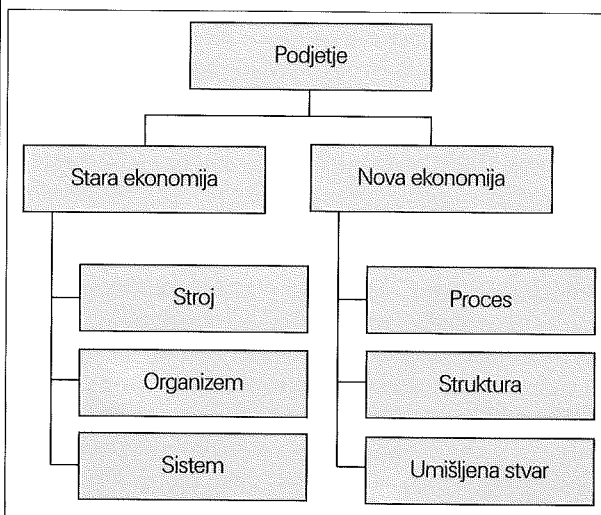 Podjetje
Stara ekonomija
Nova ekonomija
Stroj
Proces
Organizem
Struktura
Sistem
Umišljena stvar